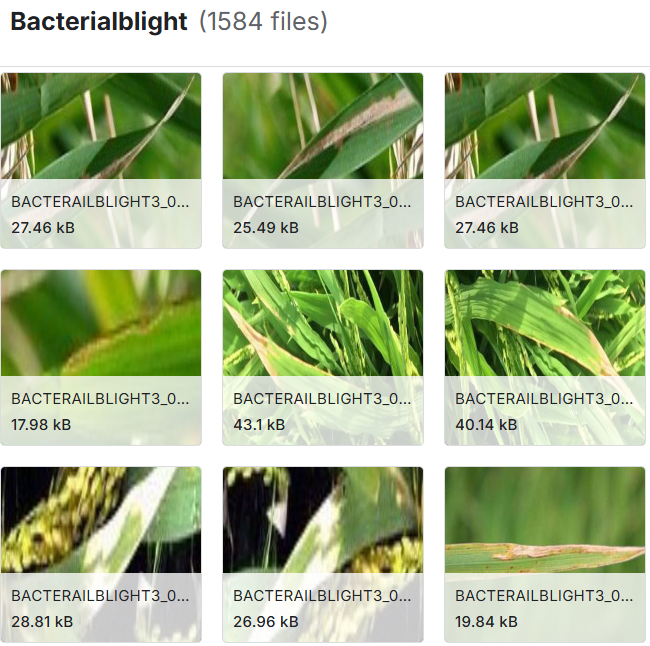 Bacterialblight (1584 files)
BACTERAILBLIGHT3_0... BACTERAILBLIGHT3_0... BACTERAILBLIGHT3_0...
27.46 kB 25.49 kB 27.46 kB
BACTERAILBLIGHT3_0... BACTERAILBLIGHT3_0... BACTERAILBLIGHT3_0...
17.98 kB 43.1 kB 40.14 kB
BACTERAILBLIGHT3_0... BACTERAILBLIGHT3_0... BACTERAILBLIGHT3_0...
28.81 kB 26.96 kB 19.84 kB